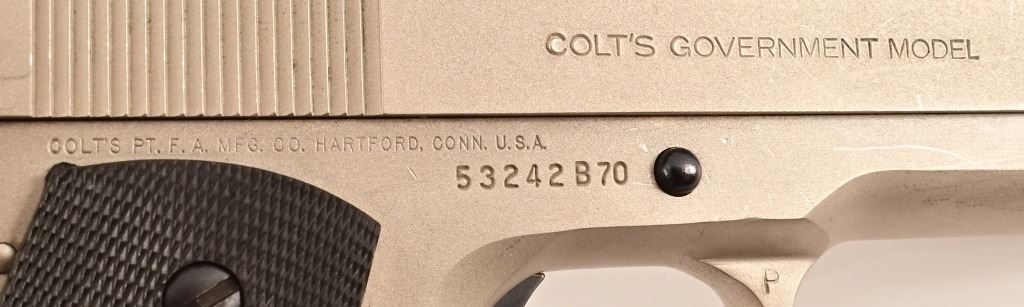 COLT'S GOVERNMENT MODEL
COLT'S PT. F. A. MFG. CO. HARTFORD, CONN. U.S.A.
53242B70
P